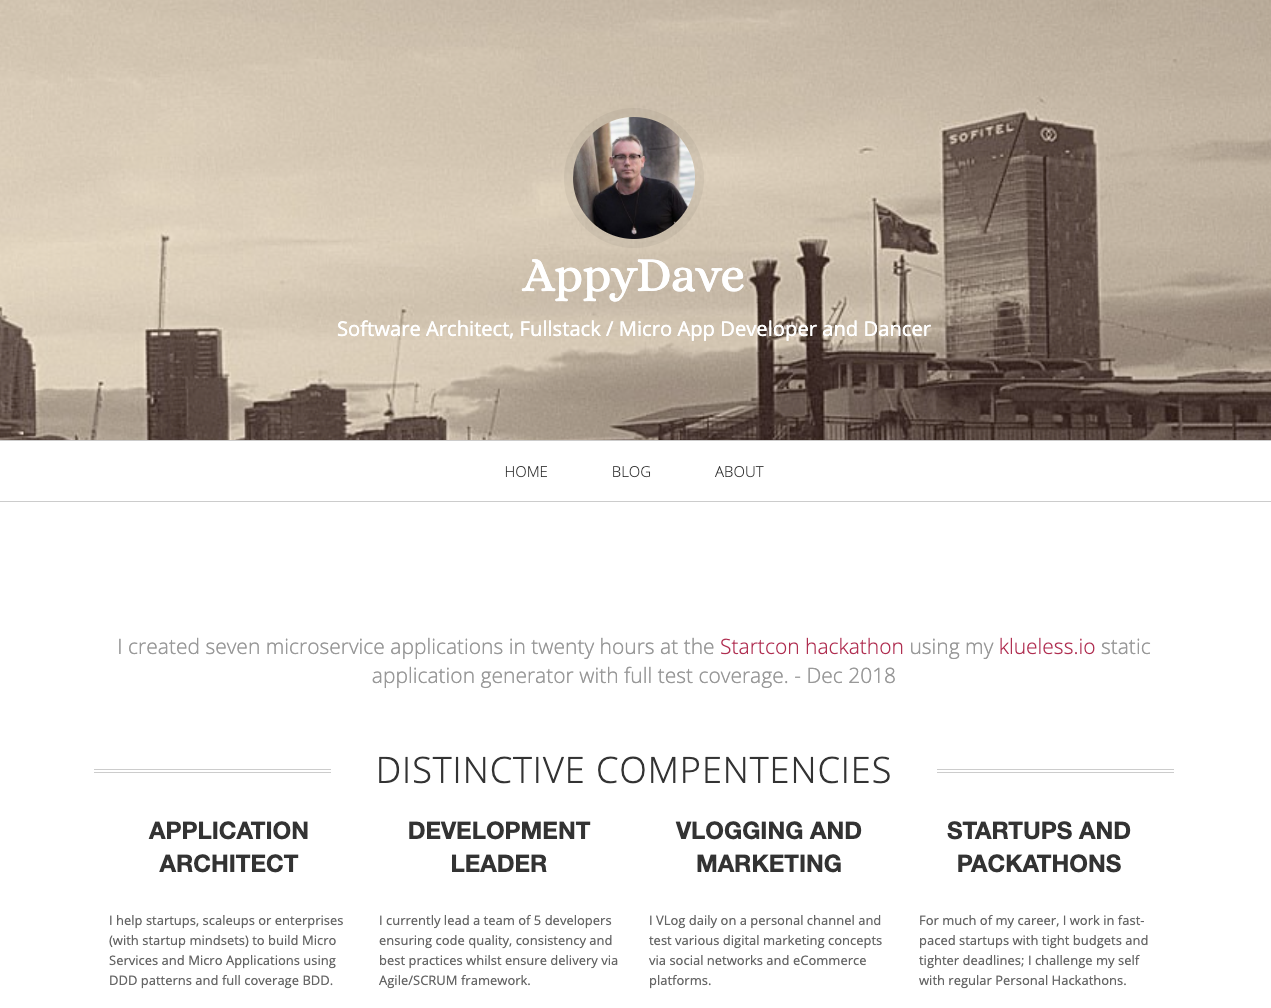 SOFITEL
AppyDave
Software Architect, Fullstack / Micro App Developer and Dancer
HOME BLOG ABOUT
I created seven microservice applications in twenty hours at the Startcon hackathon using my klueless.io static
application generator with full test coverage. - Dec 2018
DISTINCTIVE COMPENTENCIES
APPLICATION
ARCHITECT
I help startups, scaleups or enterprises
(with startup mindsets) to build Micro
Services and Micro Applications using
DDD patterns and full coverage BDD.
DEVELOPMENT
LEADER
I currently lead a team of 5 developers
ensuring code quality, consistency and
best practices whilst ensure delivery via
Agile/SCRUM framework.
VLOGGING AND
MARKETING
I VLog daily on a personal channel and
test various digital marketing concepts
via social networks and eCommerce
platforms.
STARTUPS AND
PACKATHONS
For much of my career, I work in fast-
paced startups with tight budgets and
tighter deadlines; I challenge my self
with regular Personal Hackathons.